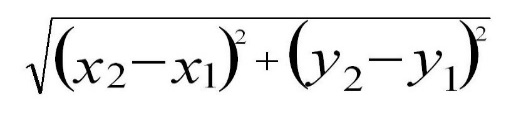 √(x₂−x₁)² + (y₂−y₁)²